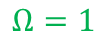 Ω = 1